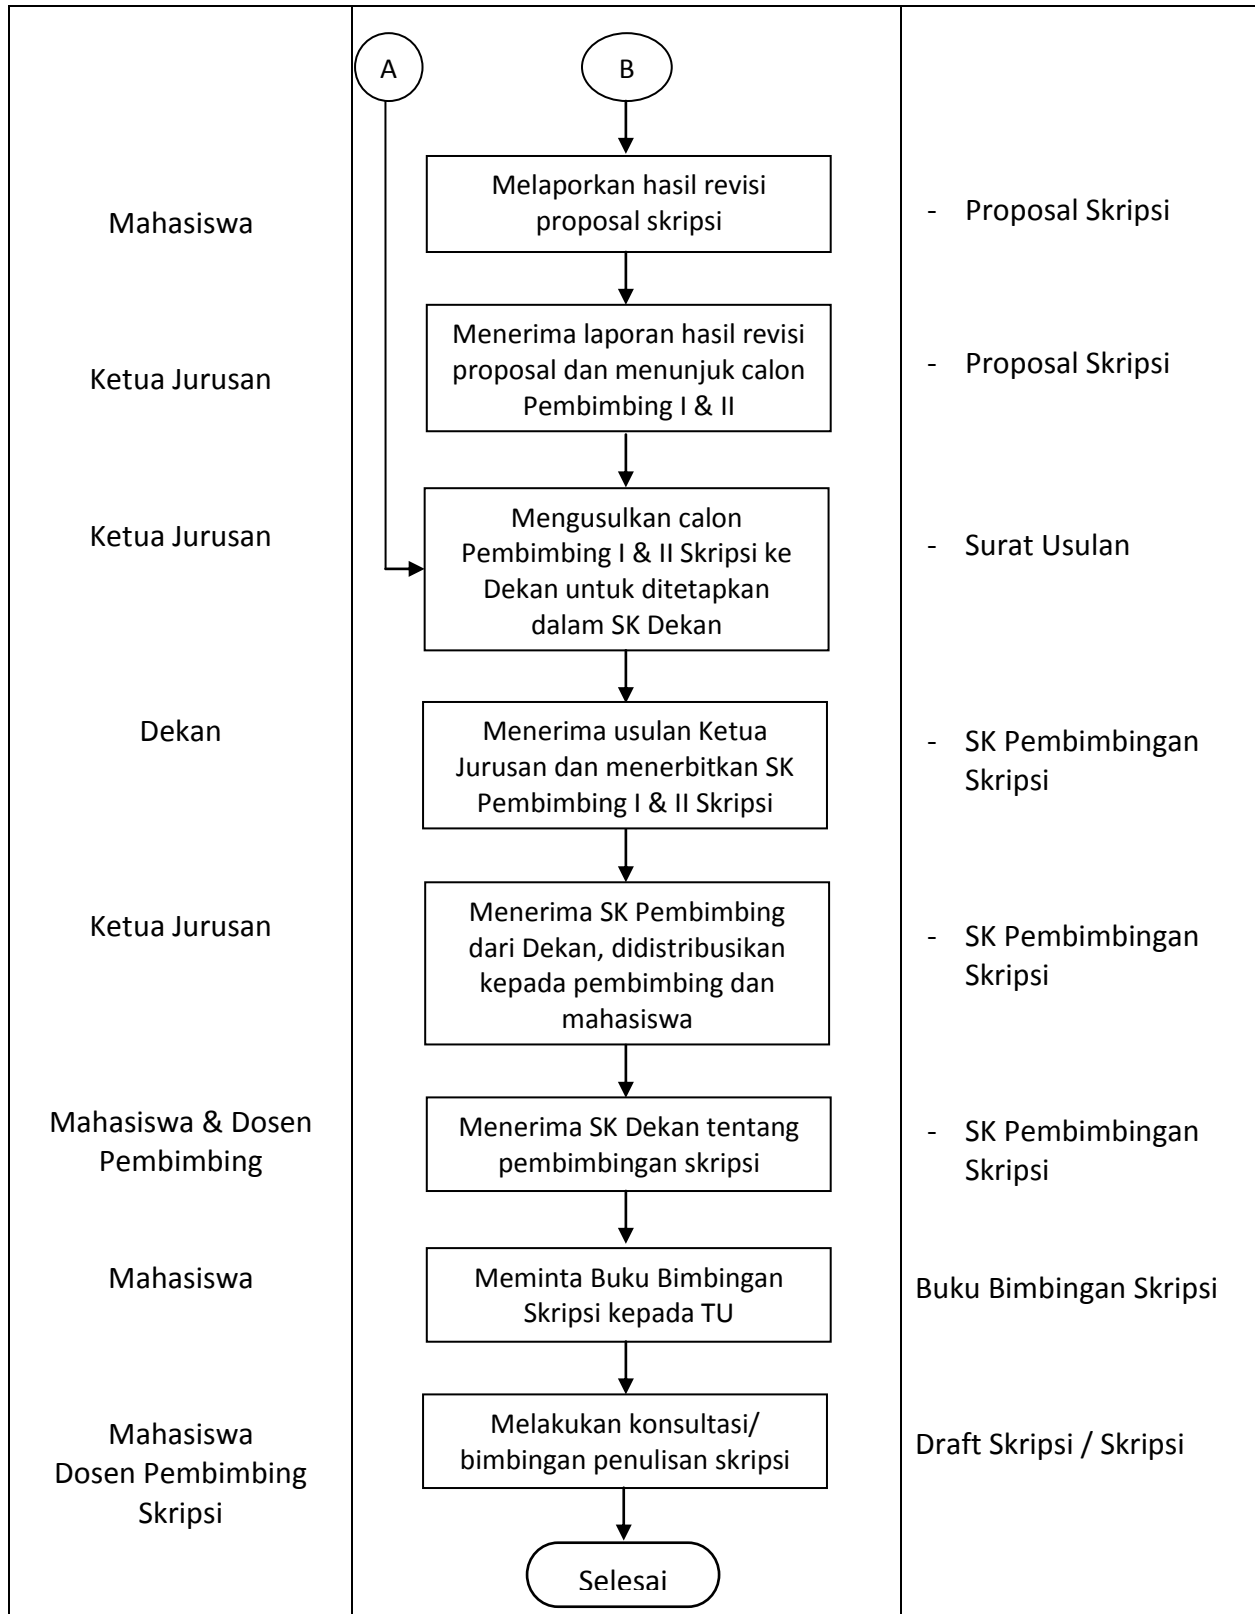 A
B
Mahasiswa
Melaporkan hasil revisi
proposal skripsi
- Proposal Skripsi
Ketua Jurusan
Menerima laporan hasil revisi
proposal dan menunjuk calon
Pembimbing I & II
- Proposal Skripsi
Ketua Jurusan
Mengusulkan calon
Pembimbing I & II Skripsi ke
Dekan untuk ditetapkan
dalam SK Dekan
- Surat Usulan
Dekan
Menerima usulan Ketua
Jurusan dan menerbitkan SK
Pembimbing I & II Skripsi
- SK Pembimbingan
Skripsi
Ketua Jurusan
Menerima SK Pembimbing
dari Dekan, didistribusikan
kepada pembimbing dan
mahasiswa
- SK Pembimbingan
Skripsi
Mahasiswa & Dosen
Pembimbing
Menerima SK Dekan tentang
pembimbingan skripsi
- SK Pembimbingan
Skripsi
Mahasiswa
Meminta Buku Bimbingan
Skripsi kepada TU
Buku Bimbingan Skripsi
Mahasiswa
Dosen Pembimbing
Skripsi
Melakukan konsultasi/
bimbingan penulisan skripsi
Draft Skripsi / Skripsi
Selesai